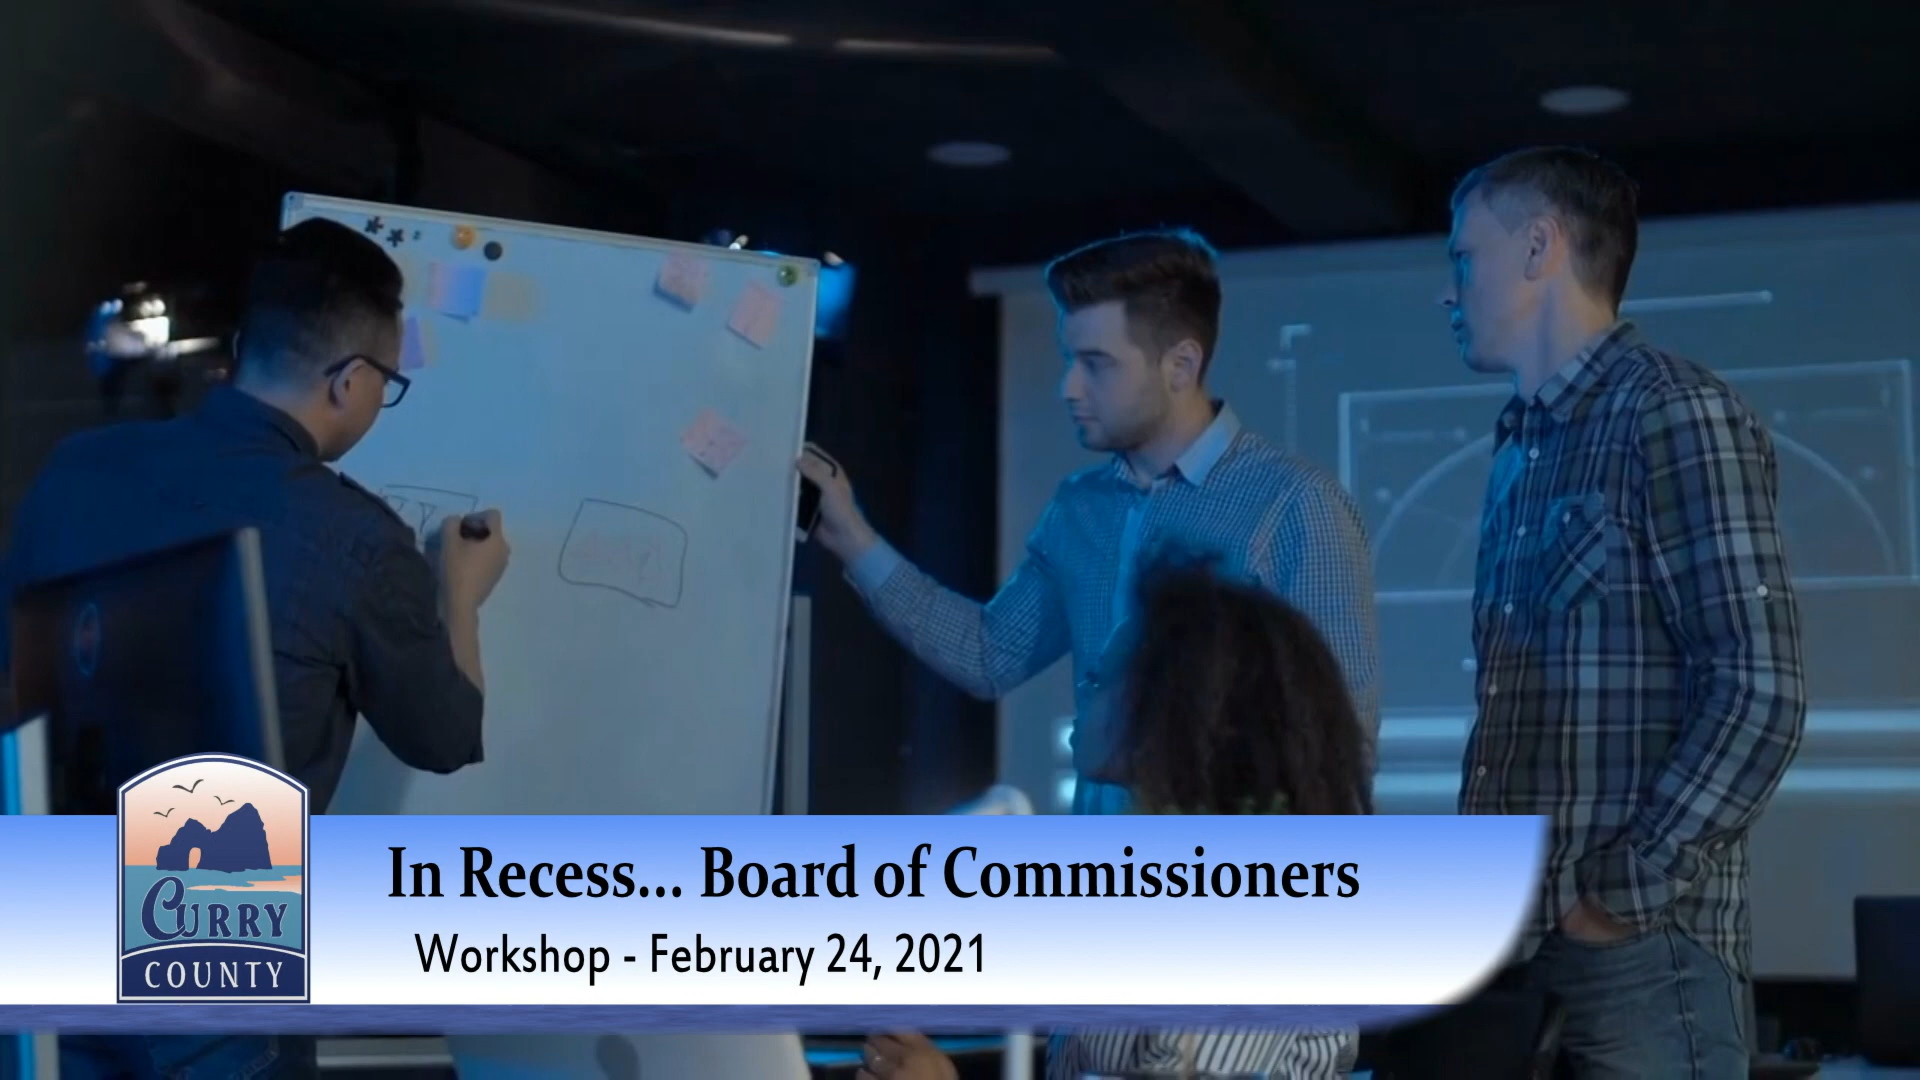 In Recess... Board of Commissioners
Workshop - February 24, 2021
CURRY
COUNTY